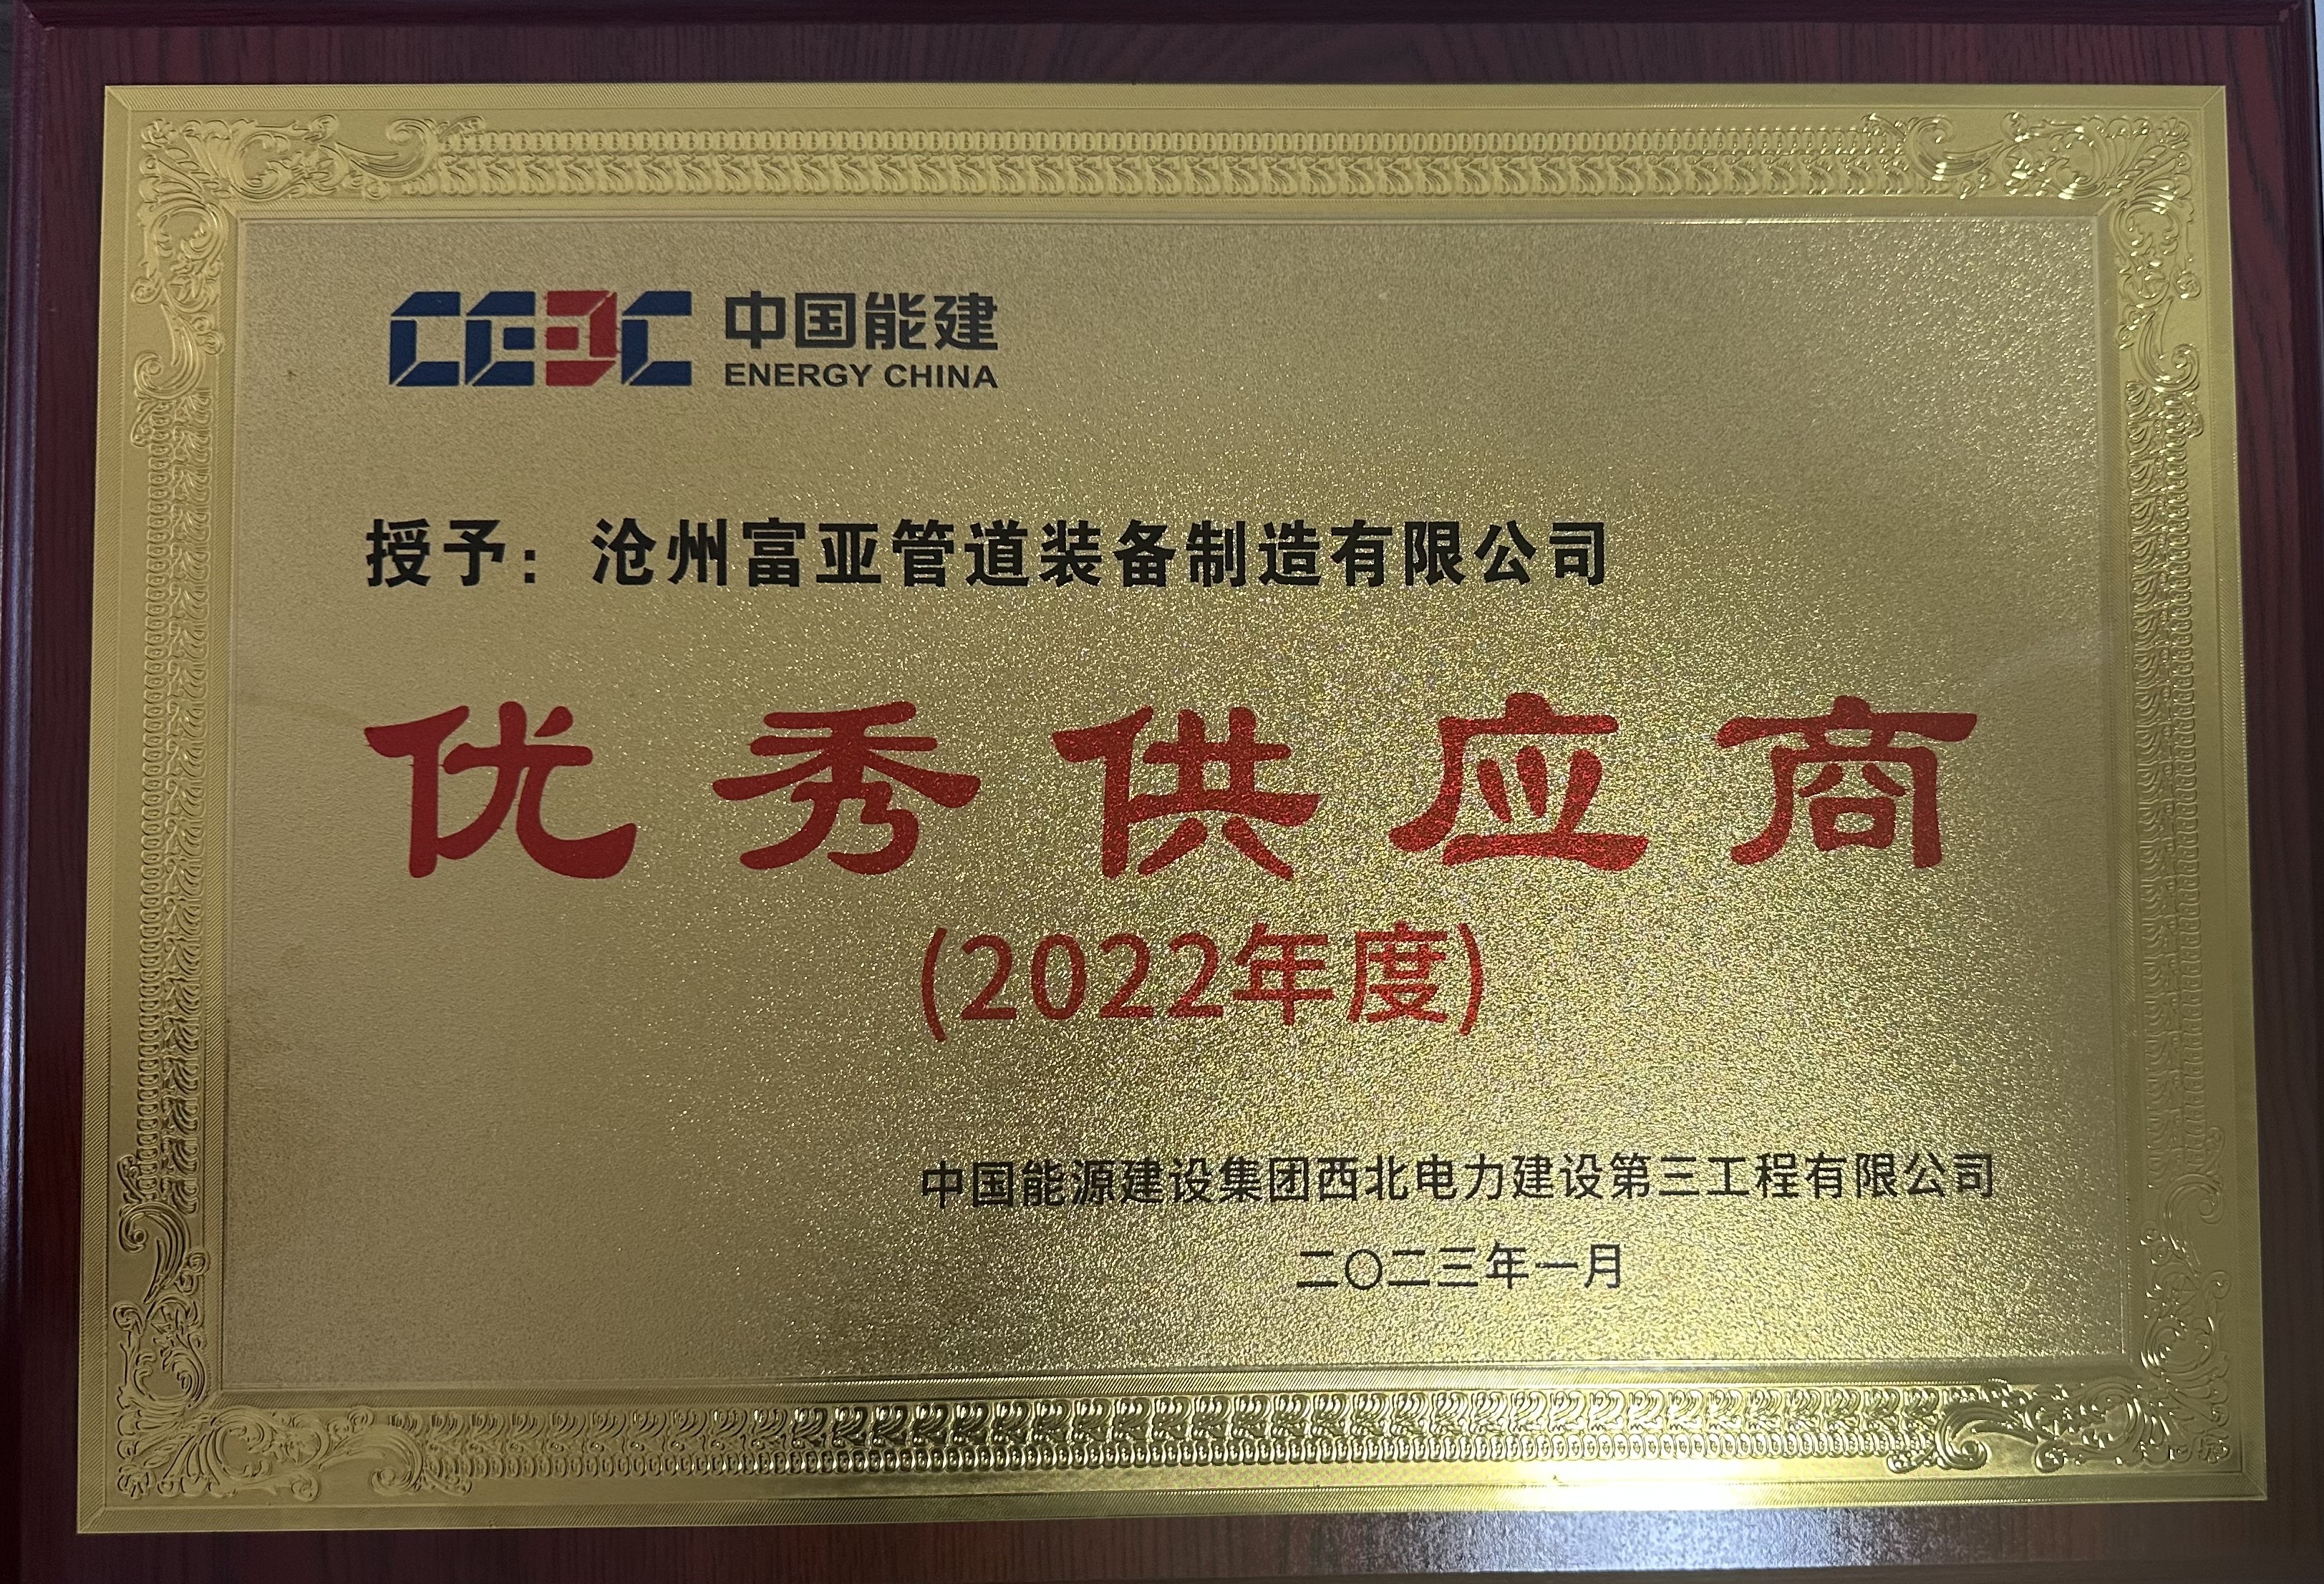 CEEC 中国能建
ENERGY CHINA
授予：沧州富亚管道装备制造有限公司
优秀供应商
(2022年度)
中国能源建设集团西北电力建设第三工程有限公司
二〇二三年一月